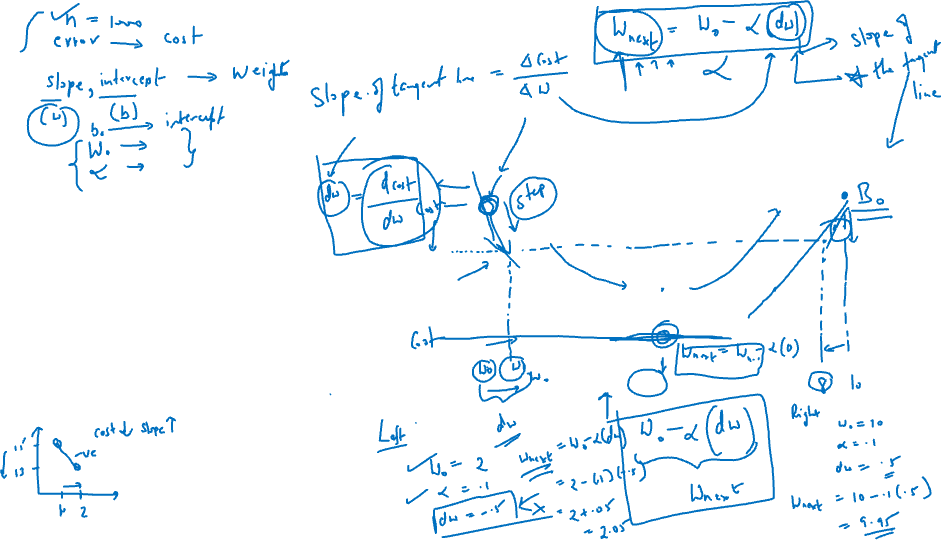 error → cost
slope, intercept → weights
(w) (b)
b₀ → intercept
W₀ →
α →
Wnext = W₀ - α (dw)
α
slope of
the tangent
line
Slope of tangent line = Δ cost / Δ w
dw = d cost / dw
cost
step
B₀
Cost
W₀
Wnext = W₀ - α(0)
10
cost ↓ slope ↑
-ve
2
Left
W₀ = 2
α = .1
dw = -.5
dw
Wnext = W₀ - α(dw)
= 2 - (.1)(-.5)
= 2 + .05
= 2.05
W₀ - α (dw)
Wnext
Right
W₀ = 10
α = .1
dw = .5
Wnext = 10 - .1(.5)
= 9.95